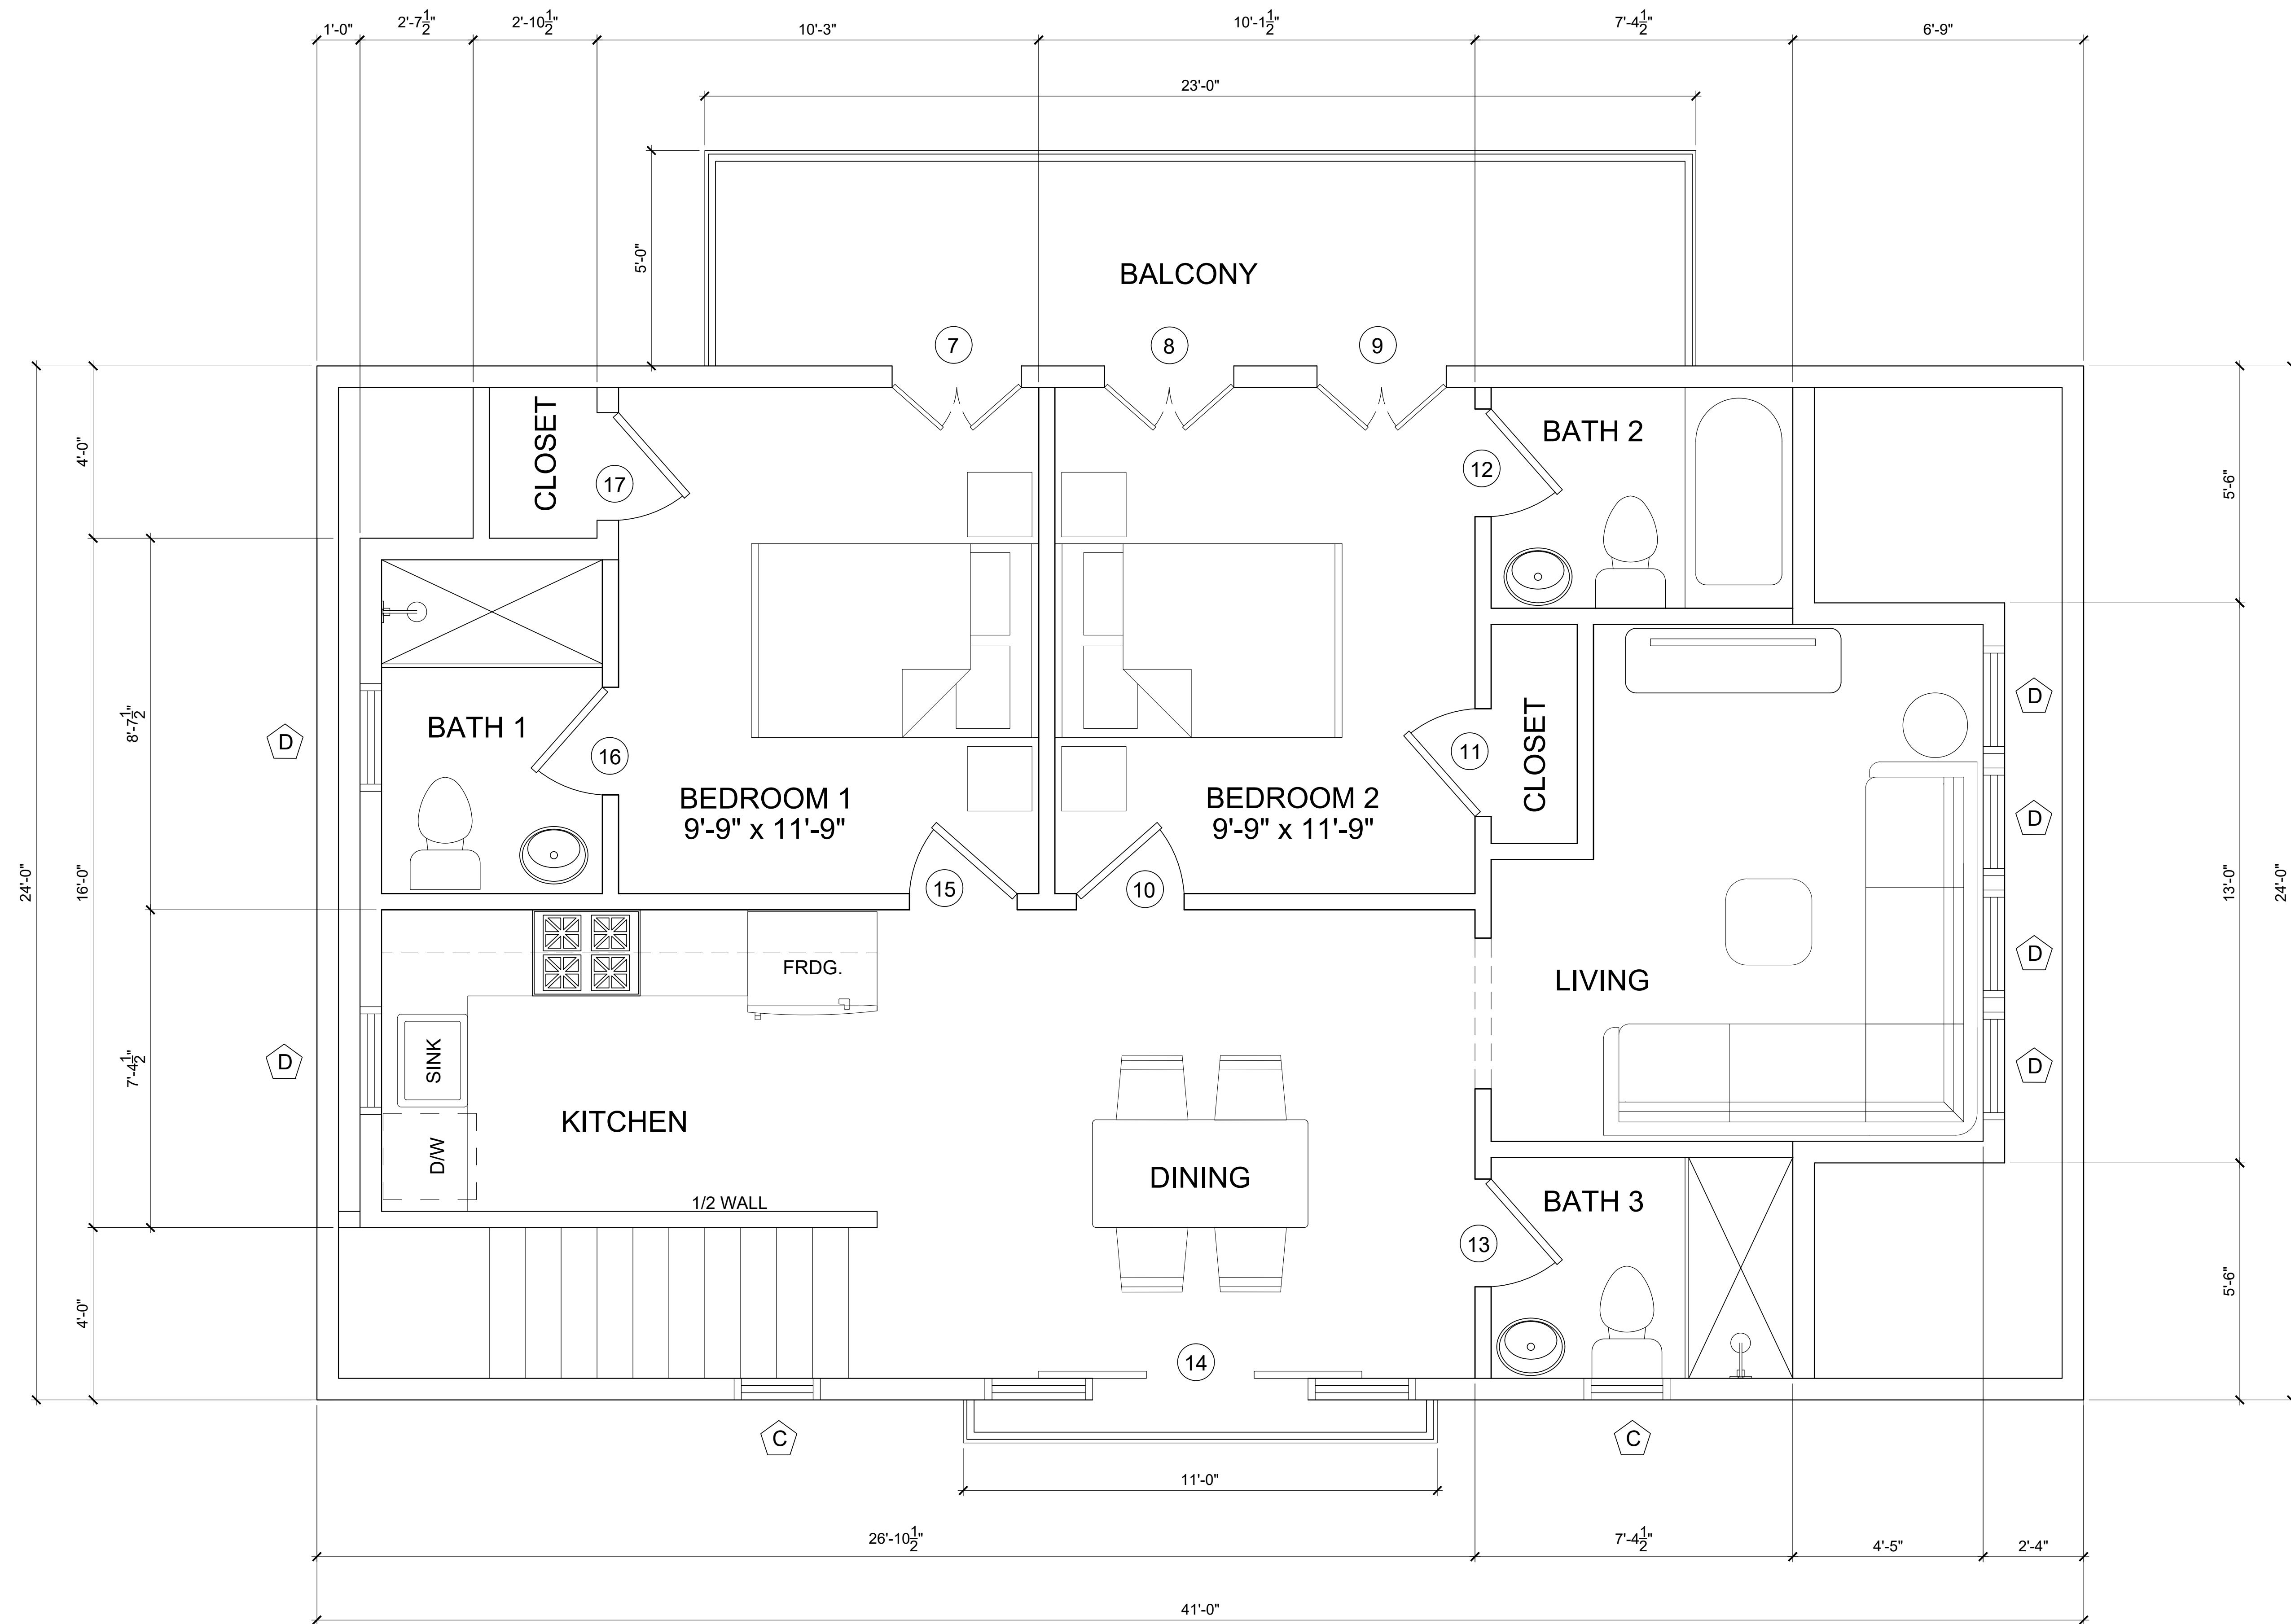 1'-0"
2'-7 1/2"
2'-10 1/2"
10'-3"
10'-1 1/2"
7'-4 1/2"
6'-9"
23'-0"
5'-0"
BALCONY
7
8
9
CLOSET
17
12
BATH 2
4'-0"
5'-6"
24'-0"
16'-0"
8'-7 1/2"
D
BATH 1
16
BEDROOM 1
9'-9" x 11'-9"
BEDROOM 2
9'-9" x 11'-9"
11
CLOSET
D
D
15
10
13'-0"
24'-0"
FRDG.
LIVING
D
7'-4 1/2"
D
SINK
D
KITCHEN
D/W
DINING
1/2 WALL
BATH 3
13
4'-0"
5'-6"
14
C
C
11'-0"
26'-10 1/2"
7'-4 1/2"
4'-5"
2'-4"
41'-0"